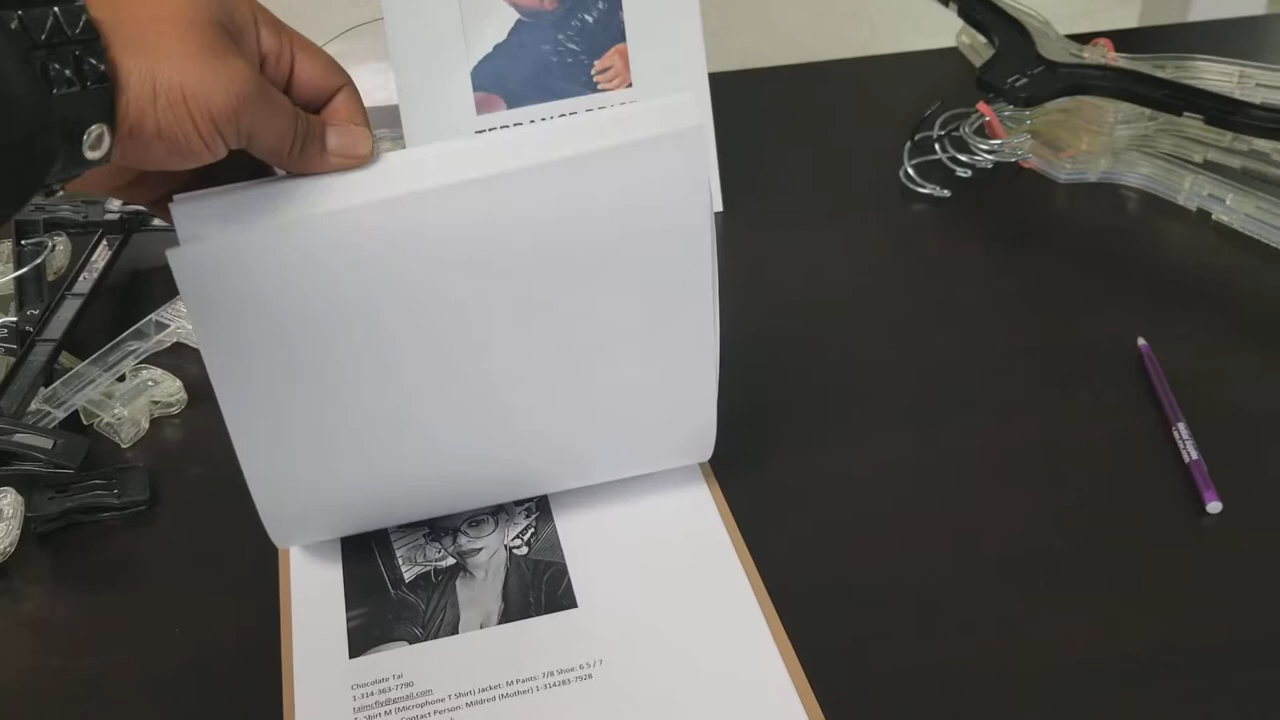 Chocolate Tai
1-314-363-7790
taimcfly@gmail.com
T- Shirt M (Microphone T Shirt) Jacket: M Pants: 7/8 Shoe: 6.5 / 7
Contact Person: Mildred (Mother) 1-314283-7928